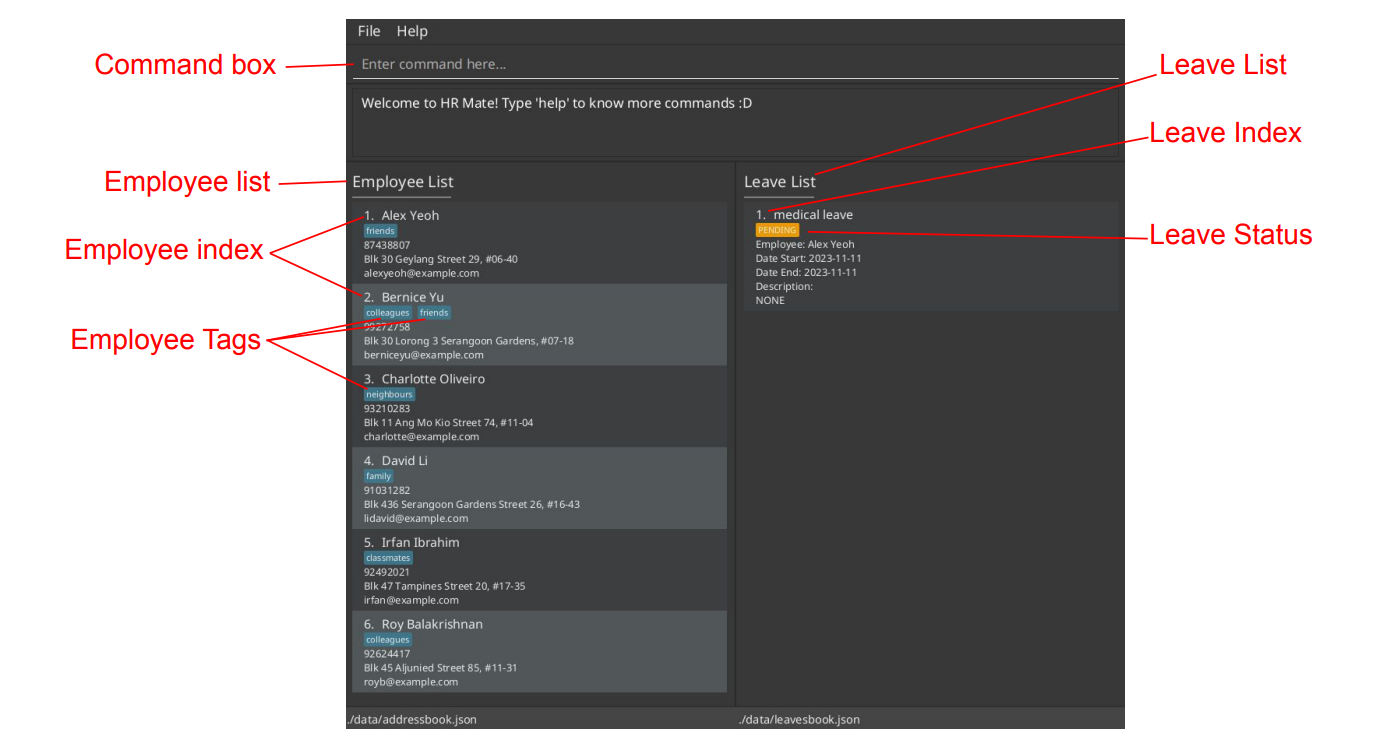 File Help
Command box
Enter command here...
Leave List
Welcome to HR Mate! Type 'help' to know more commands :D
Leave Index
Employee list
Employee List
Leave List
Employee index
1. Alex Yeoh
friends
87438807
Blk 30 Geylang Street 29, #06-40
alexyeoh@example.com
1. medical leave
PENDING
Leave Status
Employee: Alex Yeoh
Date Start: 2023-11-11
Date End: 2023-11-11
Description:
NONE
2. Bernice Yu
colleagues friends
99272758
Blk 30 Lorong 3 Serangoon Gardens, #07-18
berniceyu@example.com
Employee Tags
3. Charlotte Oliveiro
neighbours
93210283
Blk 11 Ang Mo Kio Street 74, #11-04
charlotte@example.com
4. David Li
family
91031282
Blk 436 Serangoon Gardens Street 26, #16-43
lidavid@example.com
5. Irfan Ibrahim
classmates
92492021
Blk 47 Tampines Street 20, #17-35
irfan@example.com
6. Roy Balakrishnan
colleagues
92624417
Blk 45 Aljunied Street 85, #11-31
royb@example.com
./data/addressbook.json
./data/leavesbook.json